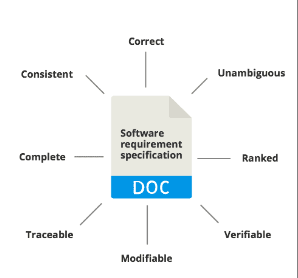 Correct
Consistent
Unambiguous
Software
requirement
specification
Complete
Ranked
DOC
Traceable
Verifiable
Modifiable